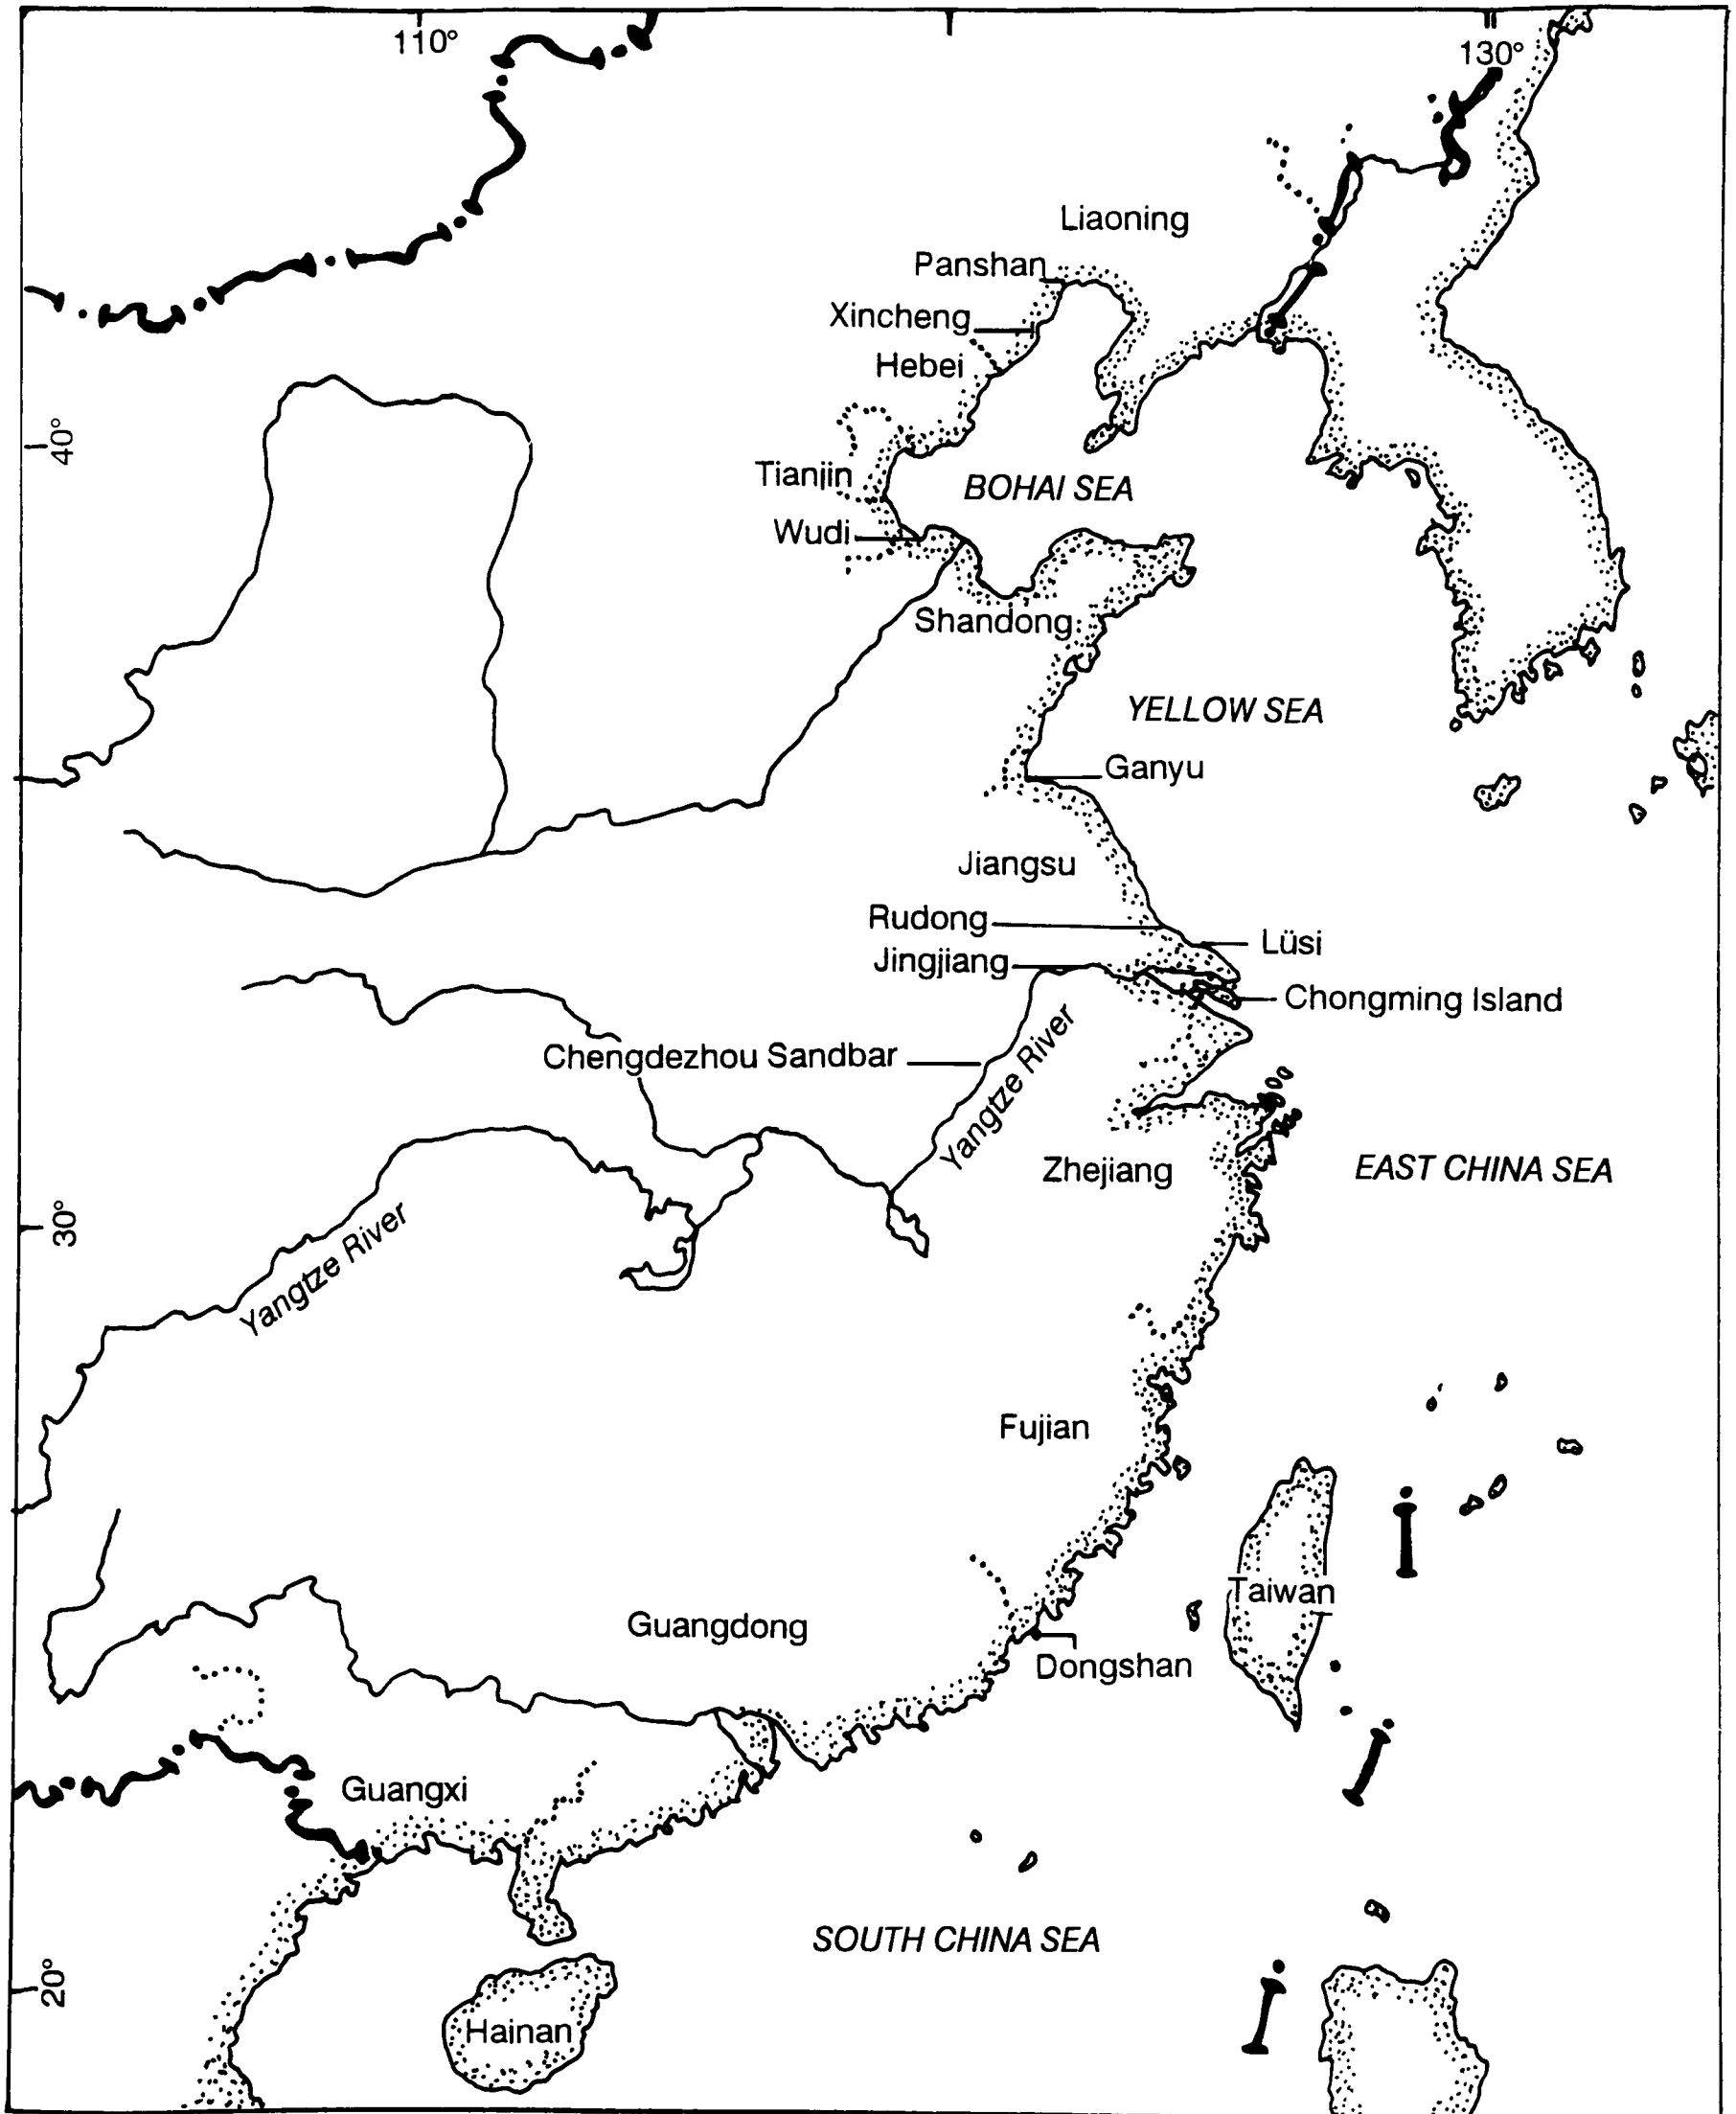 110°
130°
Liaoning
Panshan
Xincheng
Hebei
40°
Tianjin
BOHAI SEA
Wudi
Shandong
YELLOW SEA
Ganyu
Jiangsu
Rudong
Lüsi
Jingjiang
Chongming Island
Chengdezhou Sandbar
Yangtze River
Zhejiang
EAST CHINA SEA
30°
Yangtze River
Fujian
Taiwan
Guangdong
Dongshan
Guangxi
SOUTH CHINA SEA
20°
Hainan